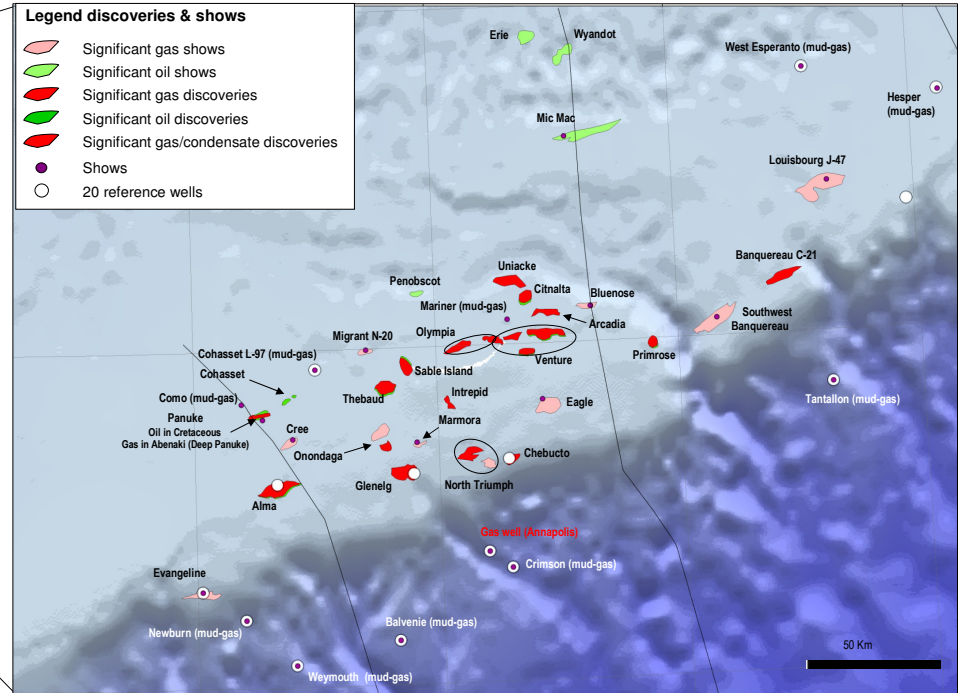 Legend discoveries & shows
Significant gas shows
Significant oil shows
Significant gas discoveries
Significant oil discoveries
Significant gas/condensate discoveries
Shows
20 reference wells
Erie
Wyandot
West Esperanto (mud-gas)
Hesper
(mud-gas)
Mic Mac
Louisbourg J-47
Banquereau C-21
Uniacke
Penobscot
Citnalta
Bluenose
Mariner (mud-gas)
Arcadia
Southwest
Banquereau
Olympia
Migrant N-20
Venture
Primrose
Cohasset L-97 (mud-gas)
Sable Island
Cohasset
Thebaud
Intrepid
Eagle
Tantallon (mud-gas)
Como (mud-gas)
Panuke
Oil in Cretaceous
Gas in Abenaki (Deep Panuke)
Marmora
Cree
Onondaga
Chebucto
Glenelg
North Triumph
Alma
Gas well (Annapolis)
Crimson (mud-gas)
Evangeline
Newburn (mud-gas)
Balvenie (mud-gas)
50 Km
Weymouth (mud-gas)